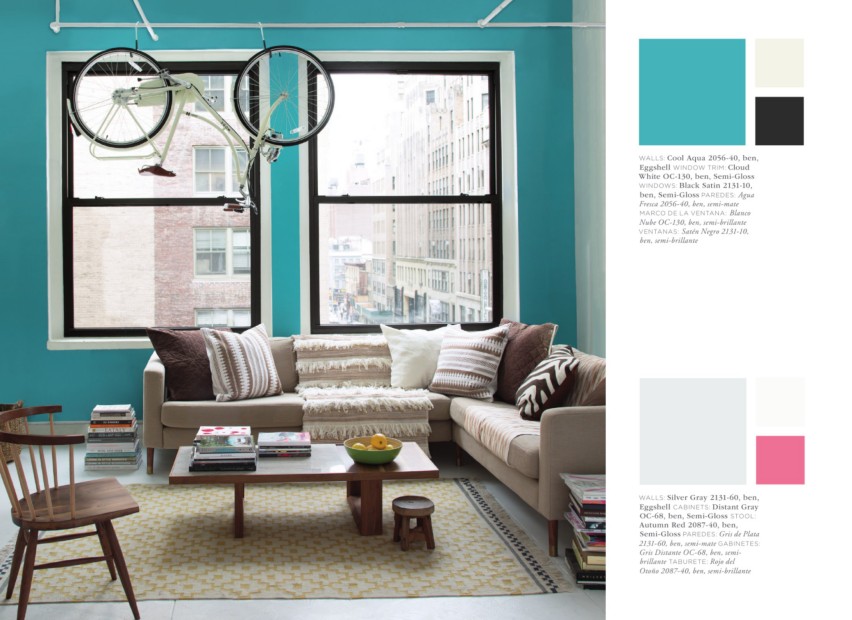 WALLS: Cool Aqua 2056-40, ben,
Eggshell WINDOW TRIM: Cloud
White OC-130, ben, Semi-Gloss
WINDOWS: Black Satin 2131-10,
ben, Semi-Gloss PAREDES: Agua
Fresca 2056-40, ben, semi-mate
MARCO DE LA VENTANA: Blanco
Nube OC-130, ben, semi-brillante
VENTANAS: Satén Negro 2131-10,
ben, semi-brillante
WALLS: Silver Gray 2131-60, ben,
Eggshell CABINETS: Distant Gray
OC-68, ben, Semi-Gloss STOOL:
Autumn Red 2087-40, ben,
Semi-Gloss PAREDES: Gris de Plata
2131-60, ben, semi-mate GABINETES:
Gris Distante OC-68, ben, semi-
brillante TABURETE: Rojo del
Otoño 2087-40, ben, semi-brillante